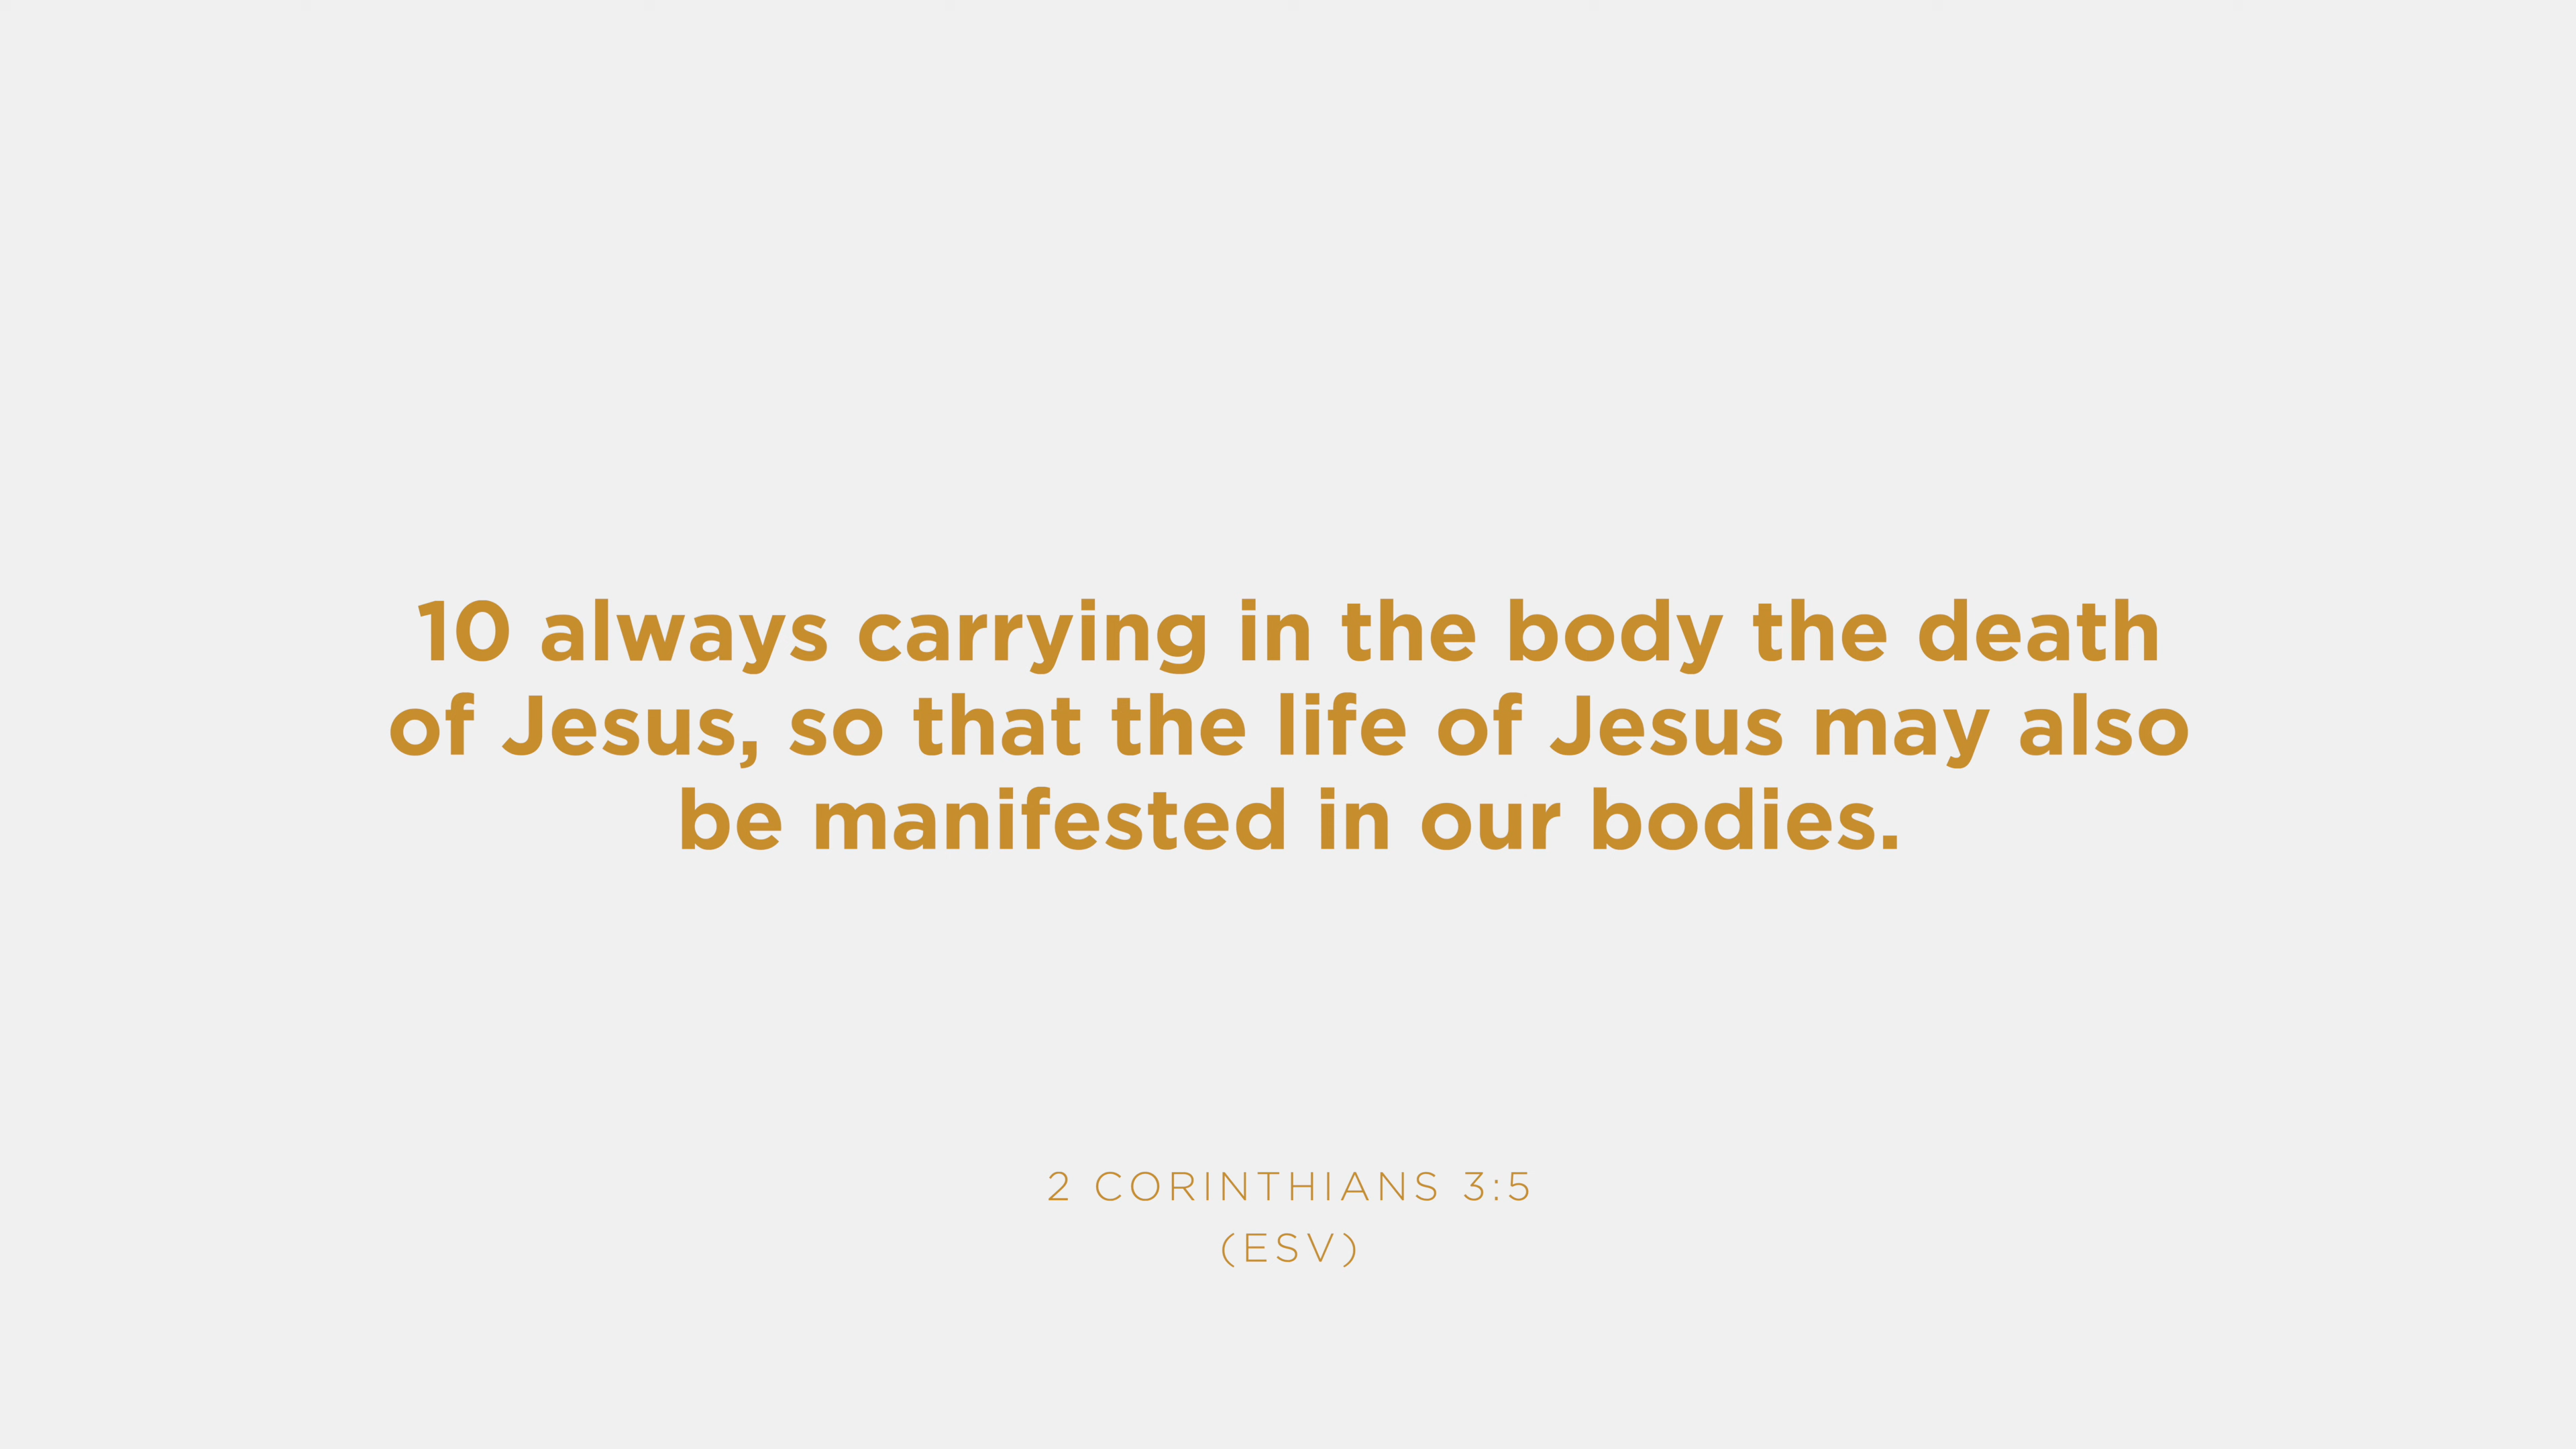 10 always carrying in the body the death
of Jesus, so that the life of Jesus may also
be manifested in our bodies.
2 CORINTHIANS 3:5
(ESV)